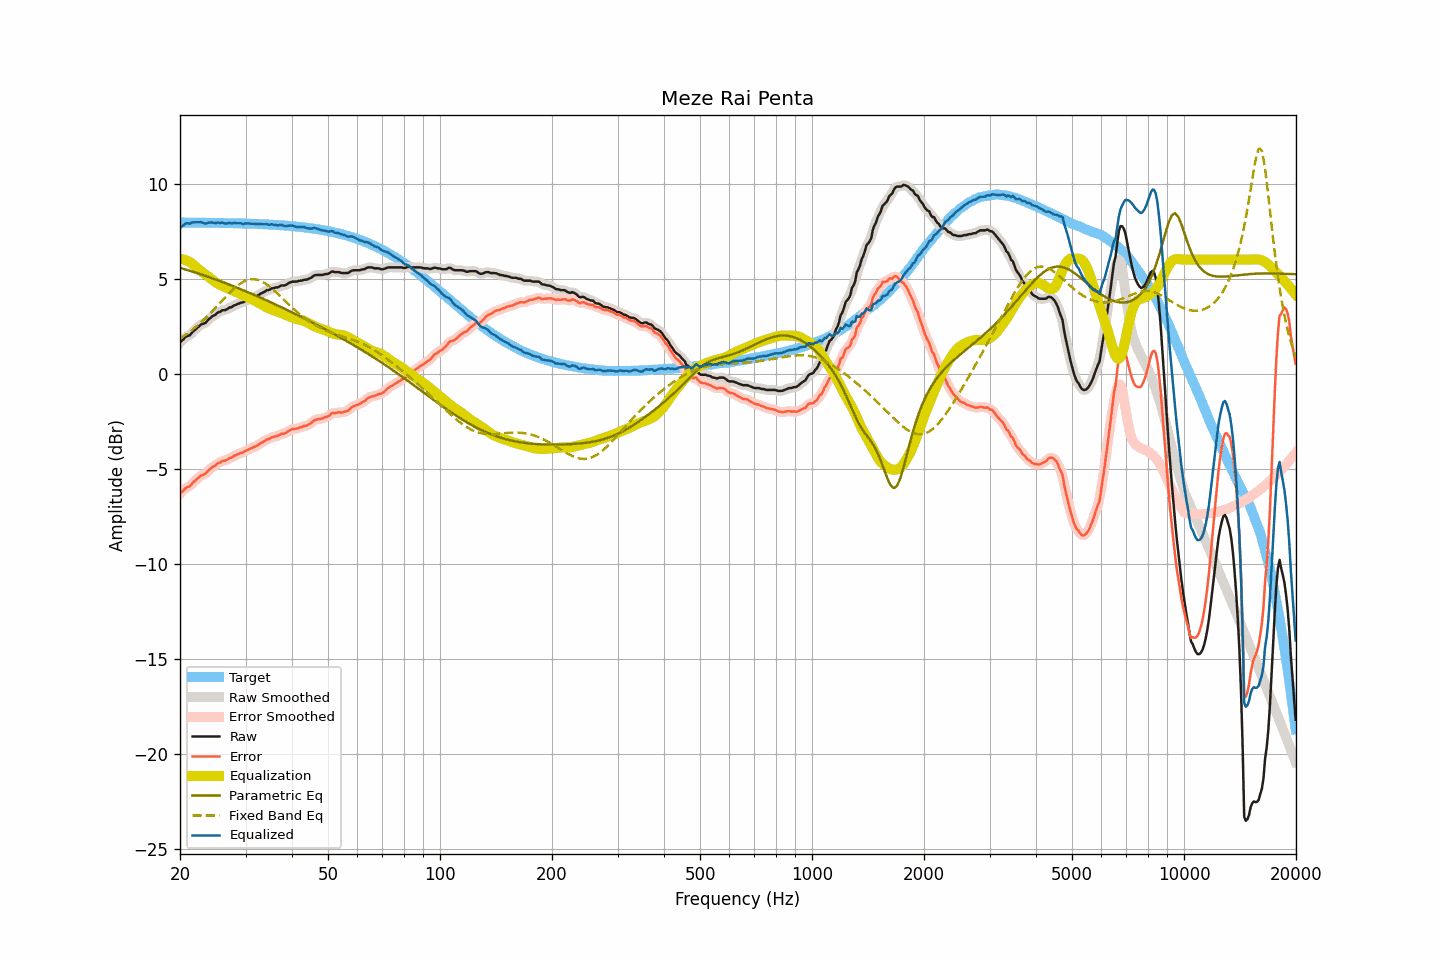 Meze Rai Penta
Amplitude (dBr)
10
5
0
−5
−10
−15
−20
−25
Target
Raw Smoothed
Error Smoothed
Raw
Error
Equalization
Parametric Eq
Fixed Band Eq
Equalized
20 50 100 200 500 1000 2000 5000 10000 20000
Frequency (Hz)